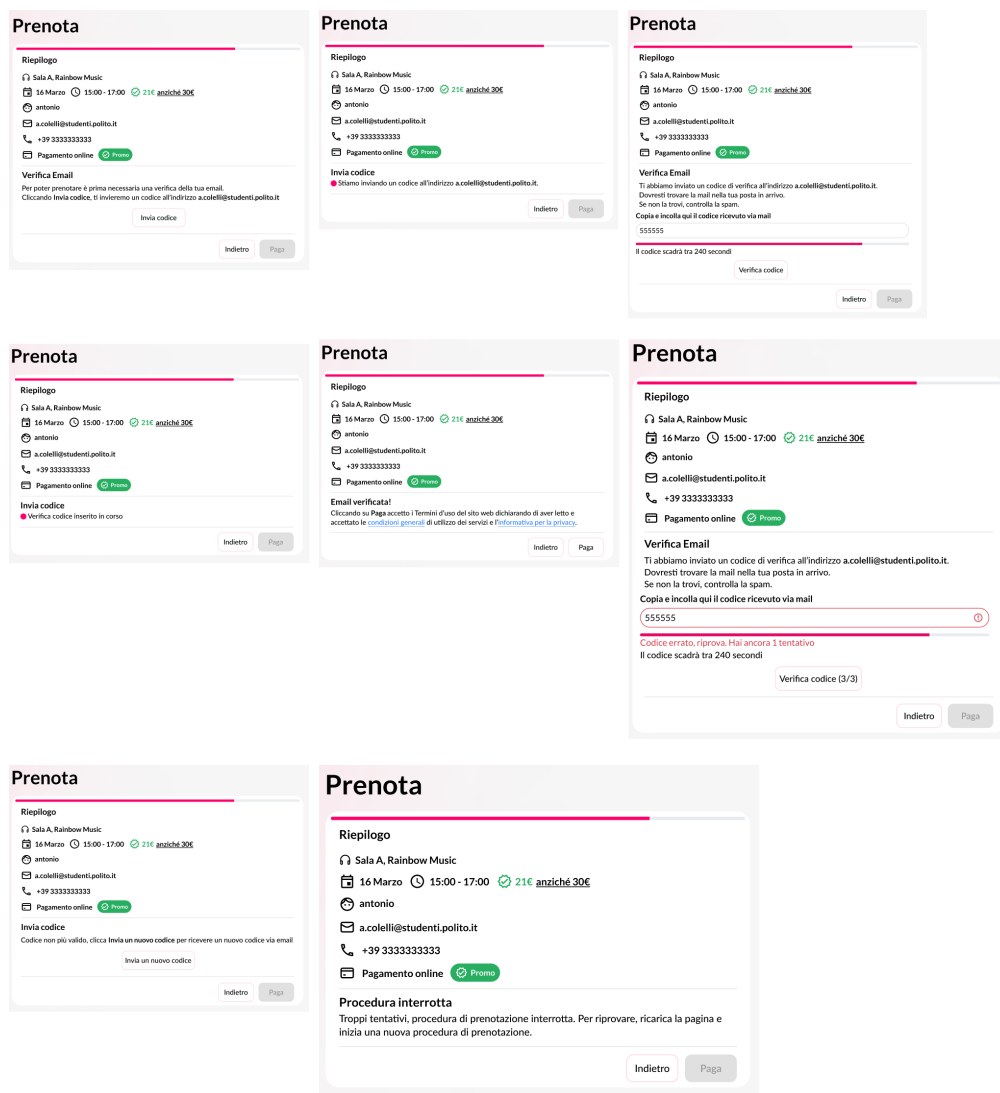 Prenota
Riepilogo
Sala A, Rainbow Music
16 Marzo 15:00 - 17:00 21€ anziché 30€
antonio
a.colelli@studenti.polito.it
+39 3333333333
Pagamento online Promo
Verifica Email
Per poter prenotare è prima necessaria una verifica della tua email.
Cliccando Invia codice, ti invieremo un codice all'indirizzo a.colelli@studenti.polito.it
Invia codice
Indietro Paga
Prenota
Riepilogo
Sala A, Rainbow Music
16 Marzo 15:00 - 17:00 21€ anziché 30€
antonio
a.colelli@studenti.polito.it
+39 3333333333
Pagamento online Promo
Invia codice
Stiamo inviando un codice all'indirizzo a.colelli@studenti.polito.it.
Indietro Paga
Prenota
Riepilogo
Sala A, Rainbow Music
16 Marzo 15:00 - 17:00 21€ anziché 30€
antonio
a.colelli@studenti.polito.it
+39 3333333333
Pagamento online Promo
Verifica Email
Ti abbiamo inviato un codice di verifica all'indirizzo a.colelli@studenti.polito.it.
Dovresti trovare la mail nella tua posta in arrivo.
Se non la trovi, controlla la spam.
Copia e incolla qui il codice ricevuto via mail
555555
Il codice scadrà tra 240 secondi
Verifica codice
Indietro Paga
Prenota
Riepilogo
Sala A, Rainbow Music
16 Marzo 15:00 - 17:00 21€ anziché 30€
antonio
a.colelli@studenti.polito.it
+39 3333333333
Pagamento online Promo
Invia codice
Verifica codice inserito in corso
Indietro Paga
Prenota
Riepilogo
Sala A, Rainbow Music
16 Marzo 15:00 - 17:00 21€ anziché 30€
antonio
a.colelli@studenti.polito.it
+39 3333333333
Pagamento online Promo
Email verificata!
Cliccando su Paga accetto i Termini d'uso del sito web dichiarando di aver letto e
accettato le condizioni generali di utilizzo dei servizi e l'informativa per la privacy.
Indietro Paga
Prenota
Riepilogo
Sala A, Rainbow Music
16 Marzo 15:00 - 17:00 21€ anziché 30€
antonio
a.colelli@studenti.polito.it
+39 3333333333
Pagamento online Promo
Verifica Email
Ti abbiamo inviato un codice di verifica all'indirizzo a.colelli@studenti.polito.it.
Dovresti trovare la mail nella tua posta in arrivo.
Se non la trovi, controlla la spam.
Copia e incolla qui il codice ricevuto via mail
555555
Codice errato, riprova. Hai ancora 1 tentativo
Il codice scadrà tra 240 secondi
Verifica codice (3/3)
Indietro Paga
Prenota
Riepilogo
Sala A, Rainbow Music
16 Marzo 15:00 - 17:00 21€ anziché 30€
antonio
a.colelli@studenti.polito.it
+39 3333333333
Pagamento online Promo
Invia codice
Codice non più valido, clicca Invia un nuovo codice per ricevere un nuovo codice via email
Invia un nuovo codice
Indietro Paga
Prenota
Riepilogo
Sala A, Rainbow Music
16 Marzo 15:00 - 17:00 21€ anziché 30€
antonio
a.colelli@studenti.polito.it
+39 3333333333
Pagamento online Promo
Procedura interrotta
Troppi tentativi, procedura di prenotazione interrotta. Per riprovare, ricarica la pagina e
inizia una nuova procedura di prenotazione.
Indietro Paga